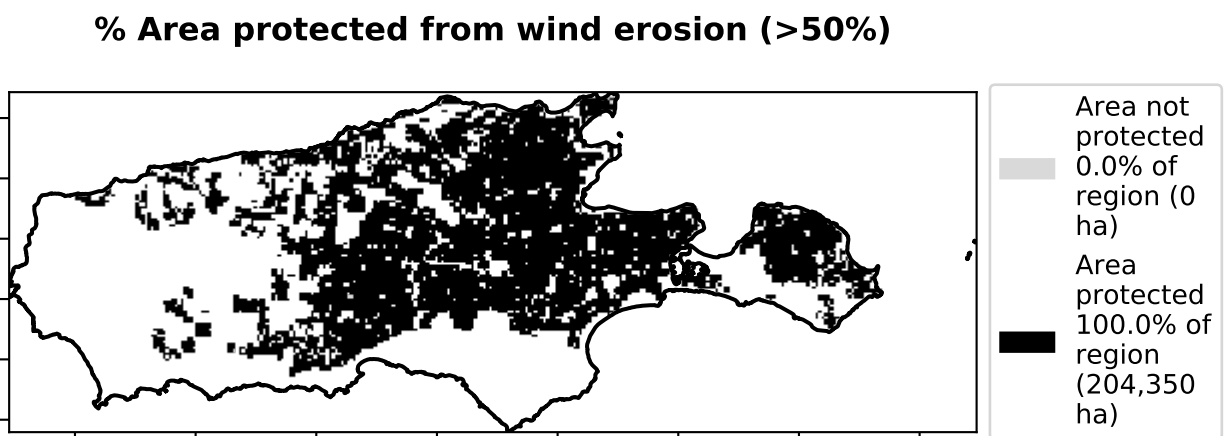 % Area protected from wind erosion (>50%)
Area not
protected
0.0% of
region (0
ha)
Area
protected
100.0% of
region
(204,350
ha)